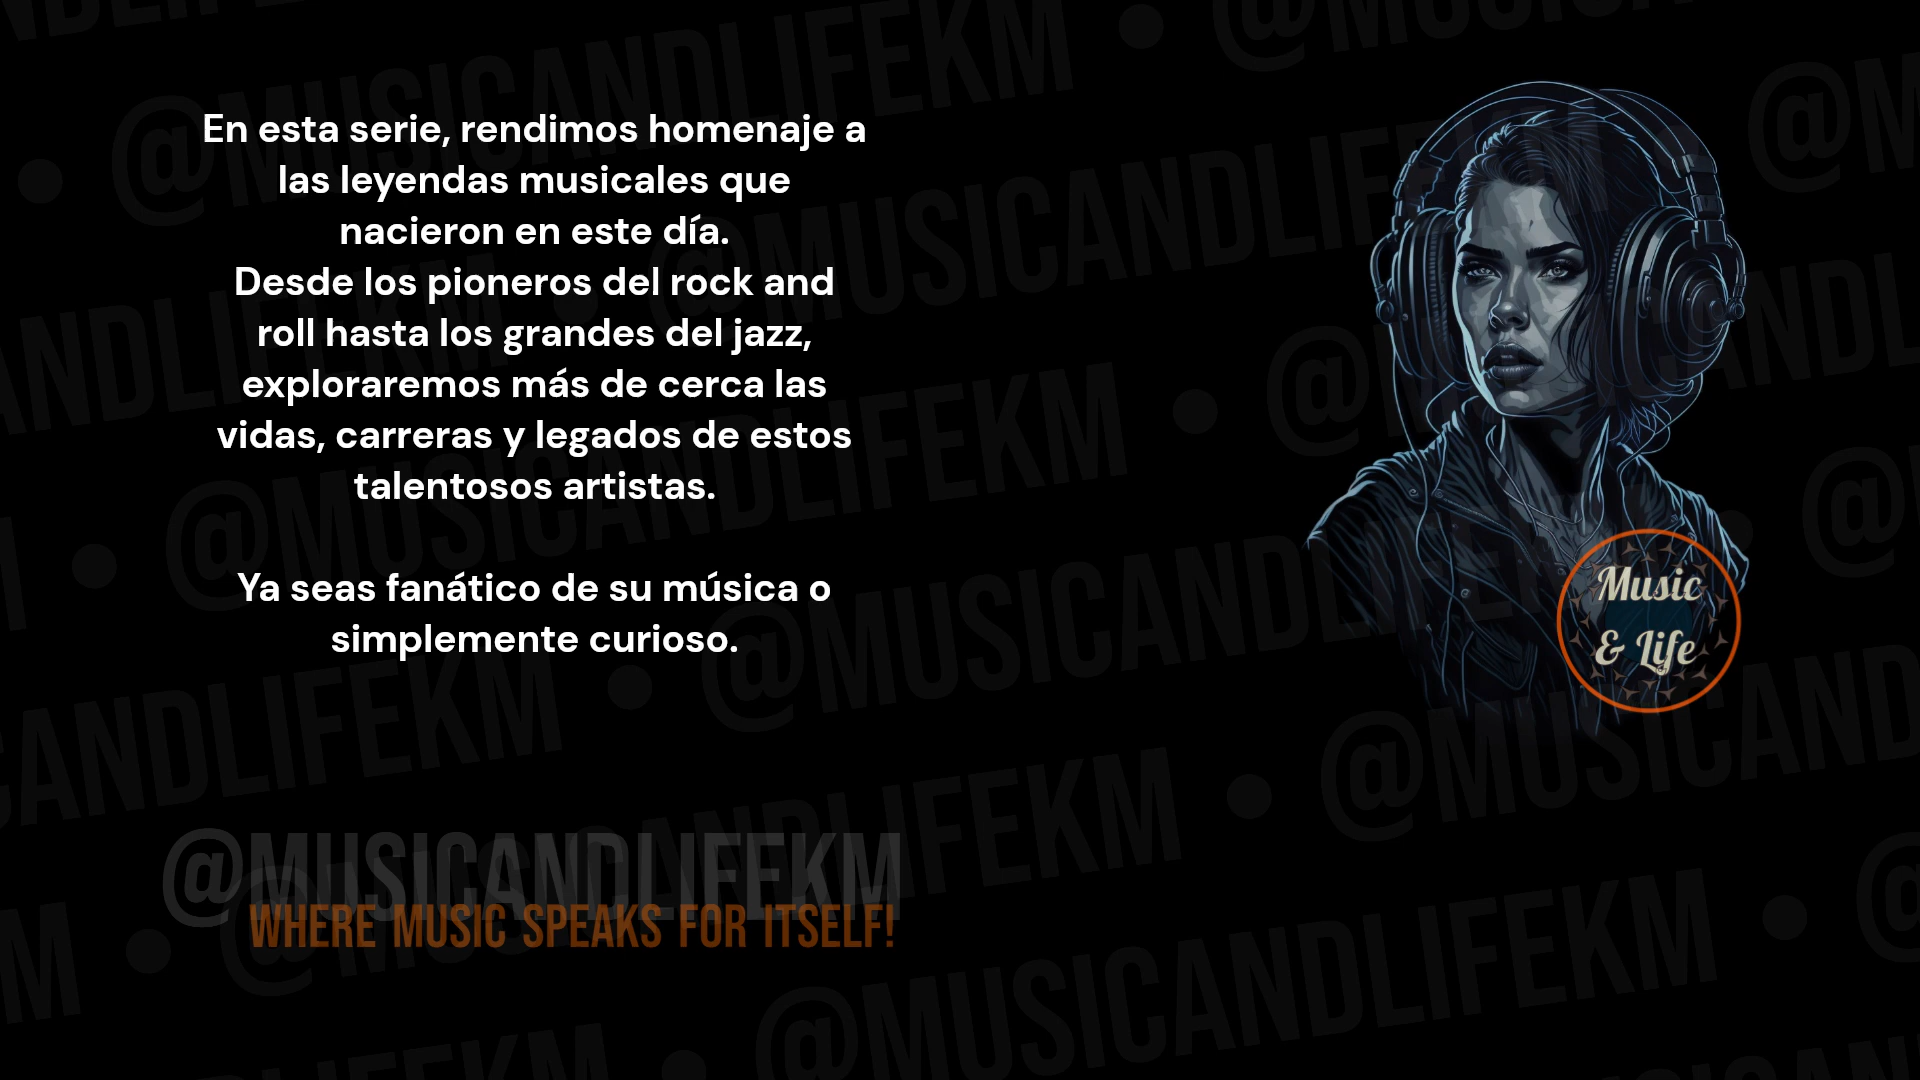 En esta serie, rendimos homenaje a
las leyendas musicales que
nacieron en este día.
Desde los pioneros del rock and
roll hasta los grandes del jazz,
exploraremos más de cerca las
vidas, carreras y legados de estos
talentosos artistas.
Ya seas fanático de su música o
simplemente curioso.
Music
& Life
@MUSICANDLIFEKM
WHERE MUSIC SPEAKS FOR ITSELF!